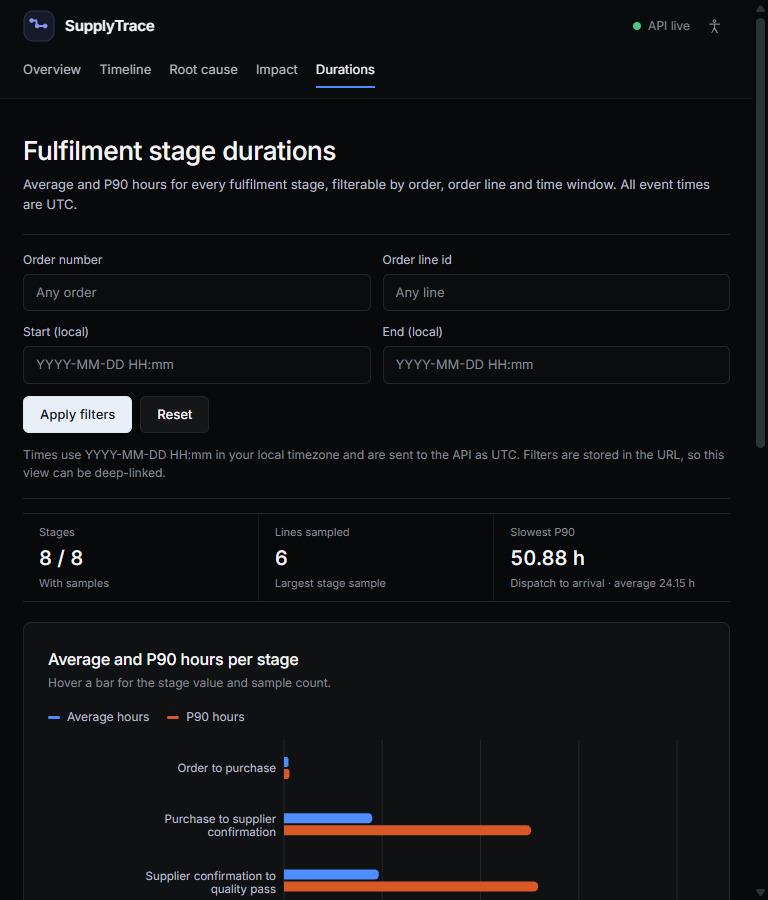 SupplyTrace
API live
Overview Timeline Root cause Impact Durations
Fulfilment stage durations
Average and P90 hours for every fulfilment stage, filterable by order, order line and time window. All event times
are UTC.
Order number
Order line id
Any order
Any line
Start (local)
End (local)
YYYY-MM-DD HH:mm
YYYY-MM-DD HH:mm
Apply filters
Reset
Times use YYYY-MM-DD HH:mm in your local timezone and are sent to the API as UTC. Filters are stored in the URL, so this
view can be deep-linked.
Stages
8 / 8
With samples
Lines sampled
6
Largest stage sample
Slowest P90
50.88 h
Dispatch to arrival · average 24.15 h
Average and P90 hours per stage
Hover a bar for the stage value and sample count.
Average hours
P90 hours
Order to purchase
Purchase to supplier
confirmation
Supplier confirmation to
quality pass